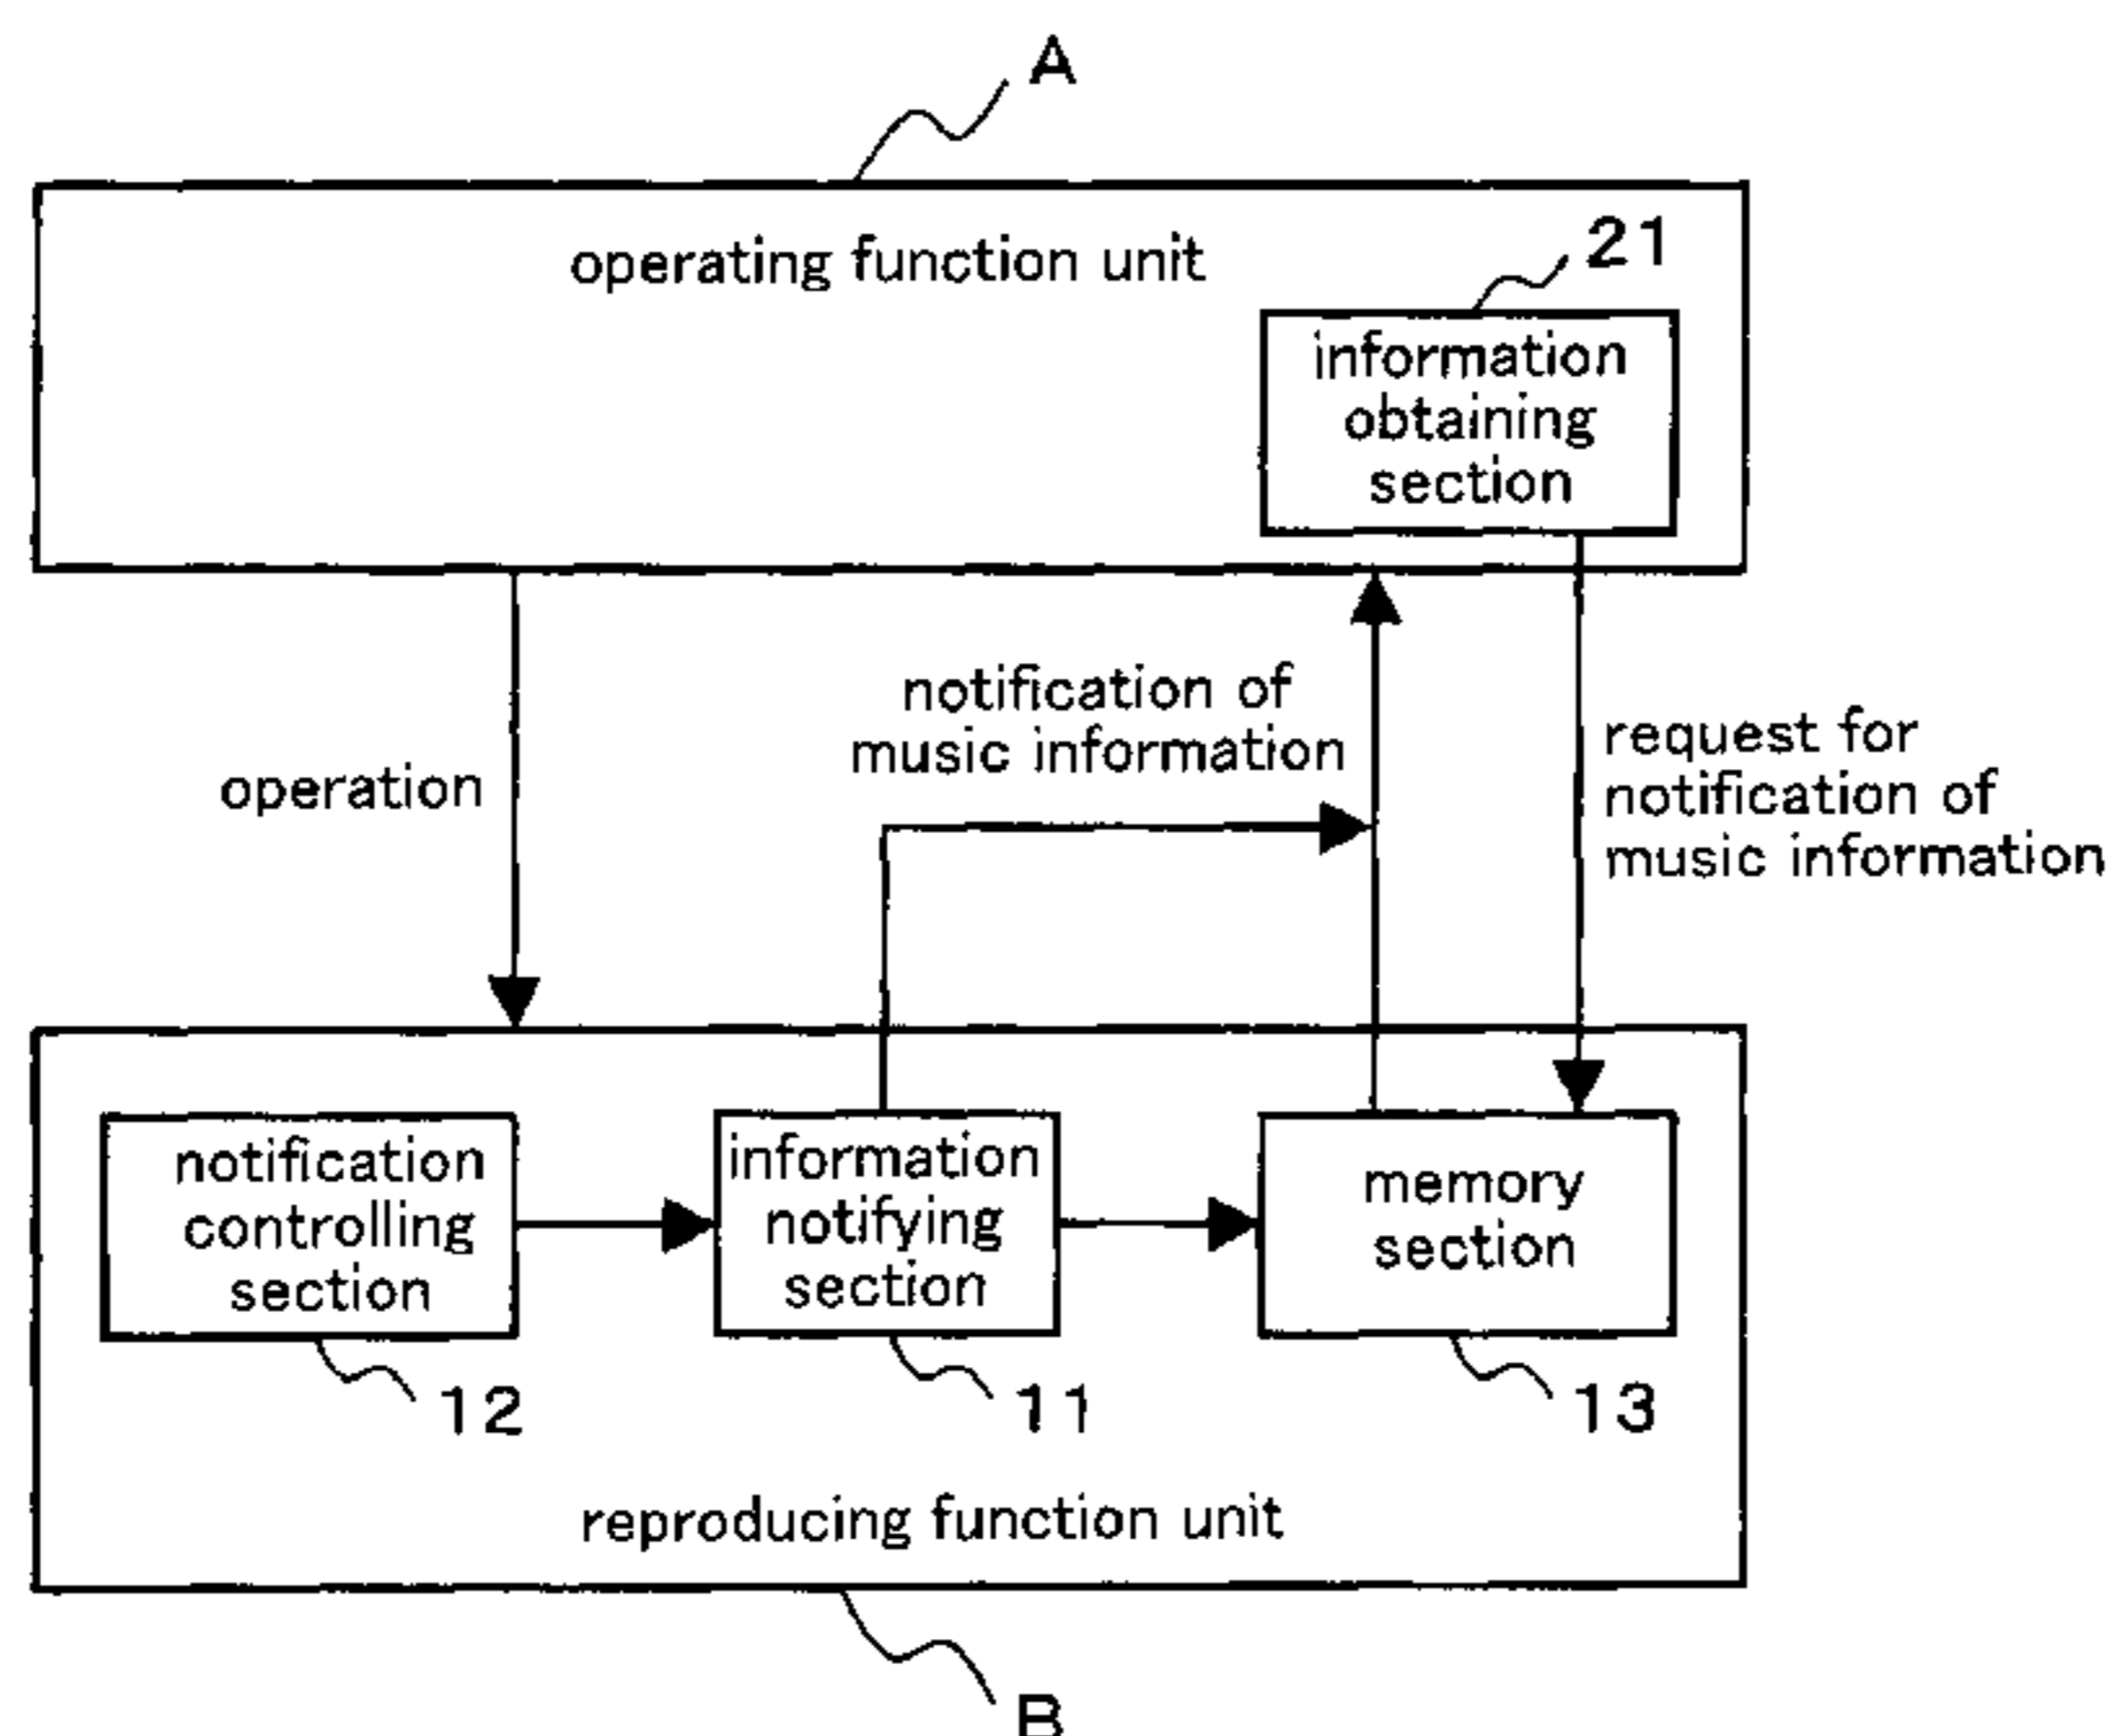 A
operating function unit
21
information
obtaining
section
notification of
music information
operation
request for
notification of
music information
notification
controlling
section
information
notifying
section
memory
section
12
11
13
reproducing function unit
B